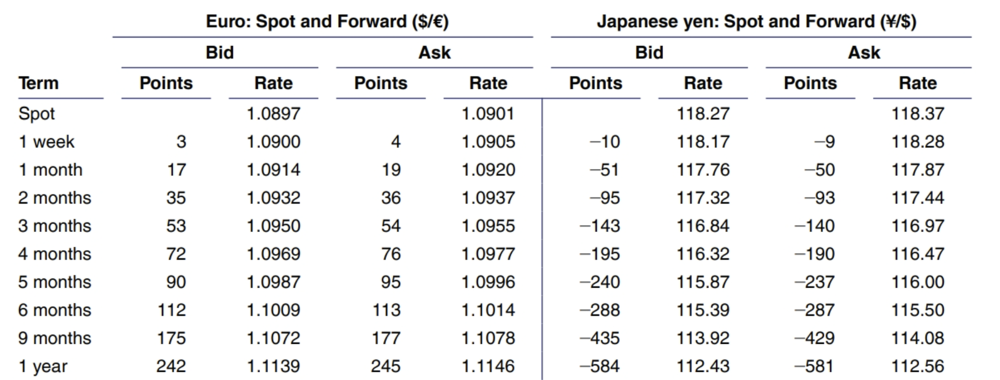 Euro: Spot and Forward ($/€) Japanese yen: Spot and Forward (¥/$)
Bid Ask Bid Ask
Term Points Rate Points Rate Points Rate Points Rate
Spot 1.0897 1.0901 118.27 118.37
1 week 3 1.0900 4 1.0905 –10 118.17 –9 118.28
1 month 17 1.0914 19 1.0920 –51 117.76 –50 117.87
2 months 35 1.0932 36 1.0937 –95 117.32 –93 117.44
3 months 53 1.0950 54 1.0955 –143 116.84 –140 116.97
4 months 72 1.0969 76 1.0977 –195 116.32 –190 116.47
5 months 90 1.0987 95 1.0996 –240 115.87 –237 116.00
6 months 112 1.1009 113 1.1014 –288 115.39 –287 115.50
9 months 175 1.1072 177 1.1078 –435 113.92 –429 114.08
1 year 242 1.1139 245 1.1146 –584 112.43 –581 112.56